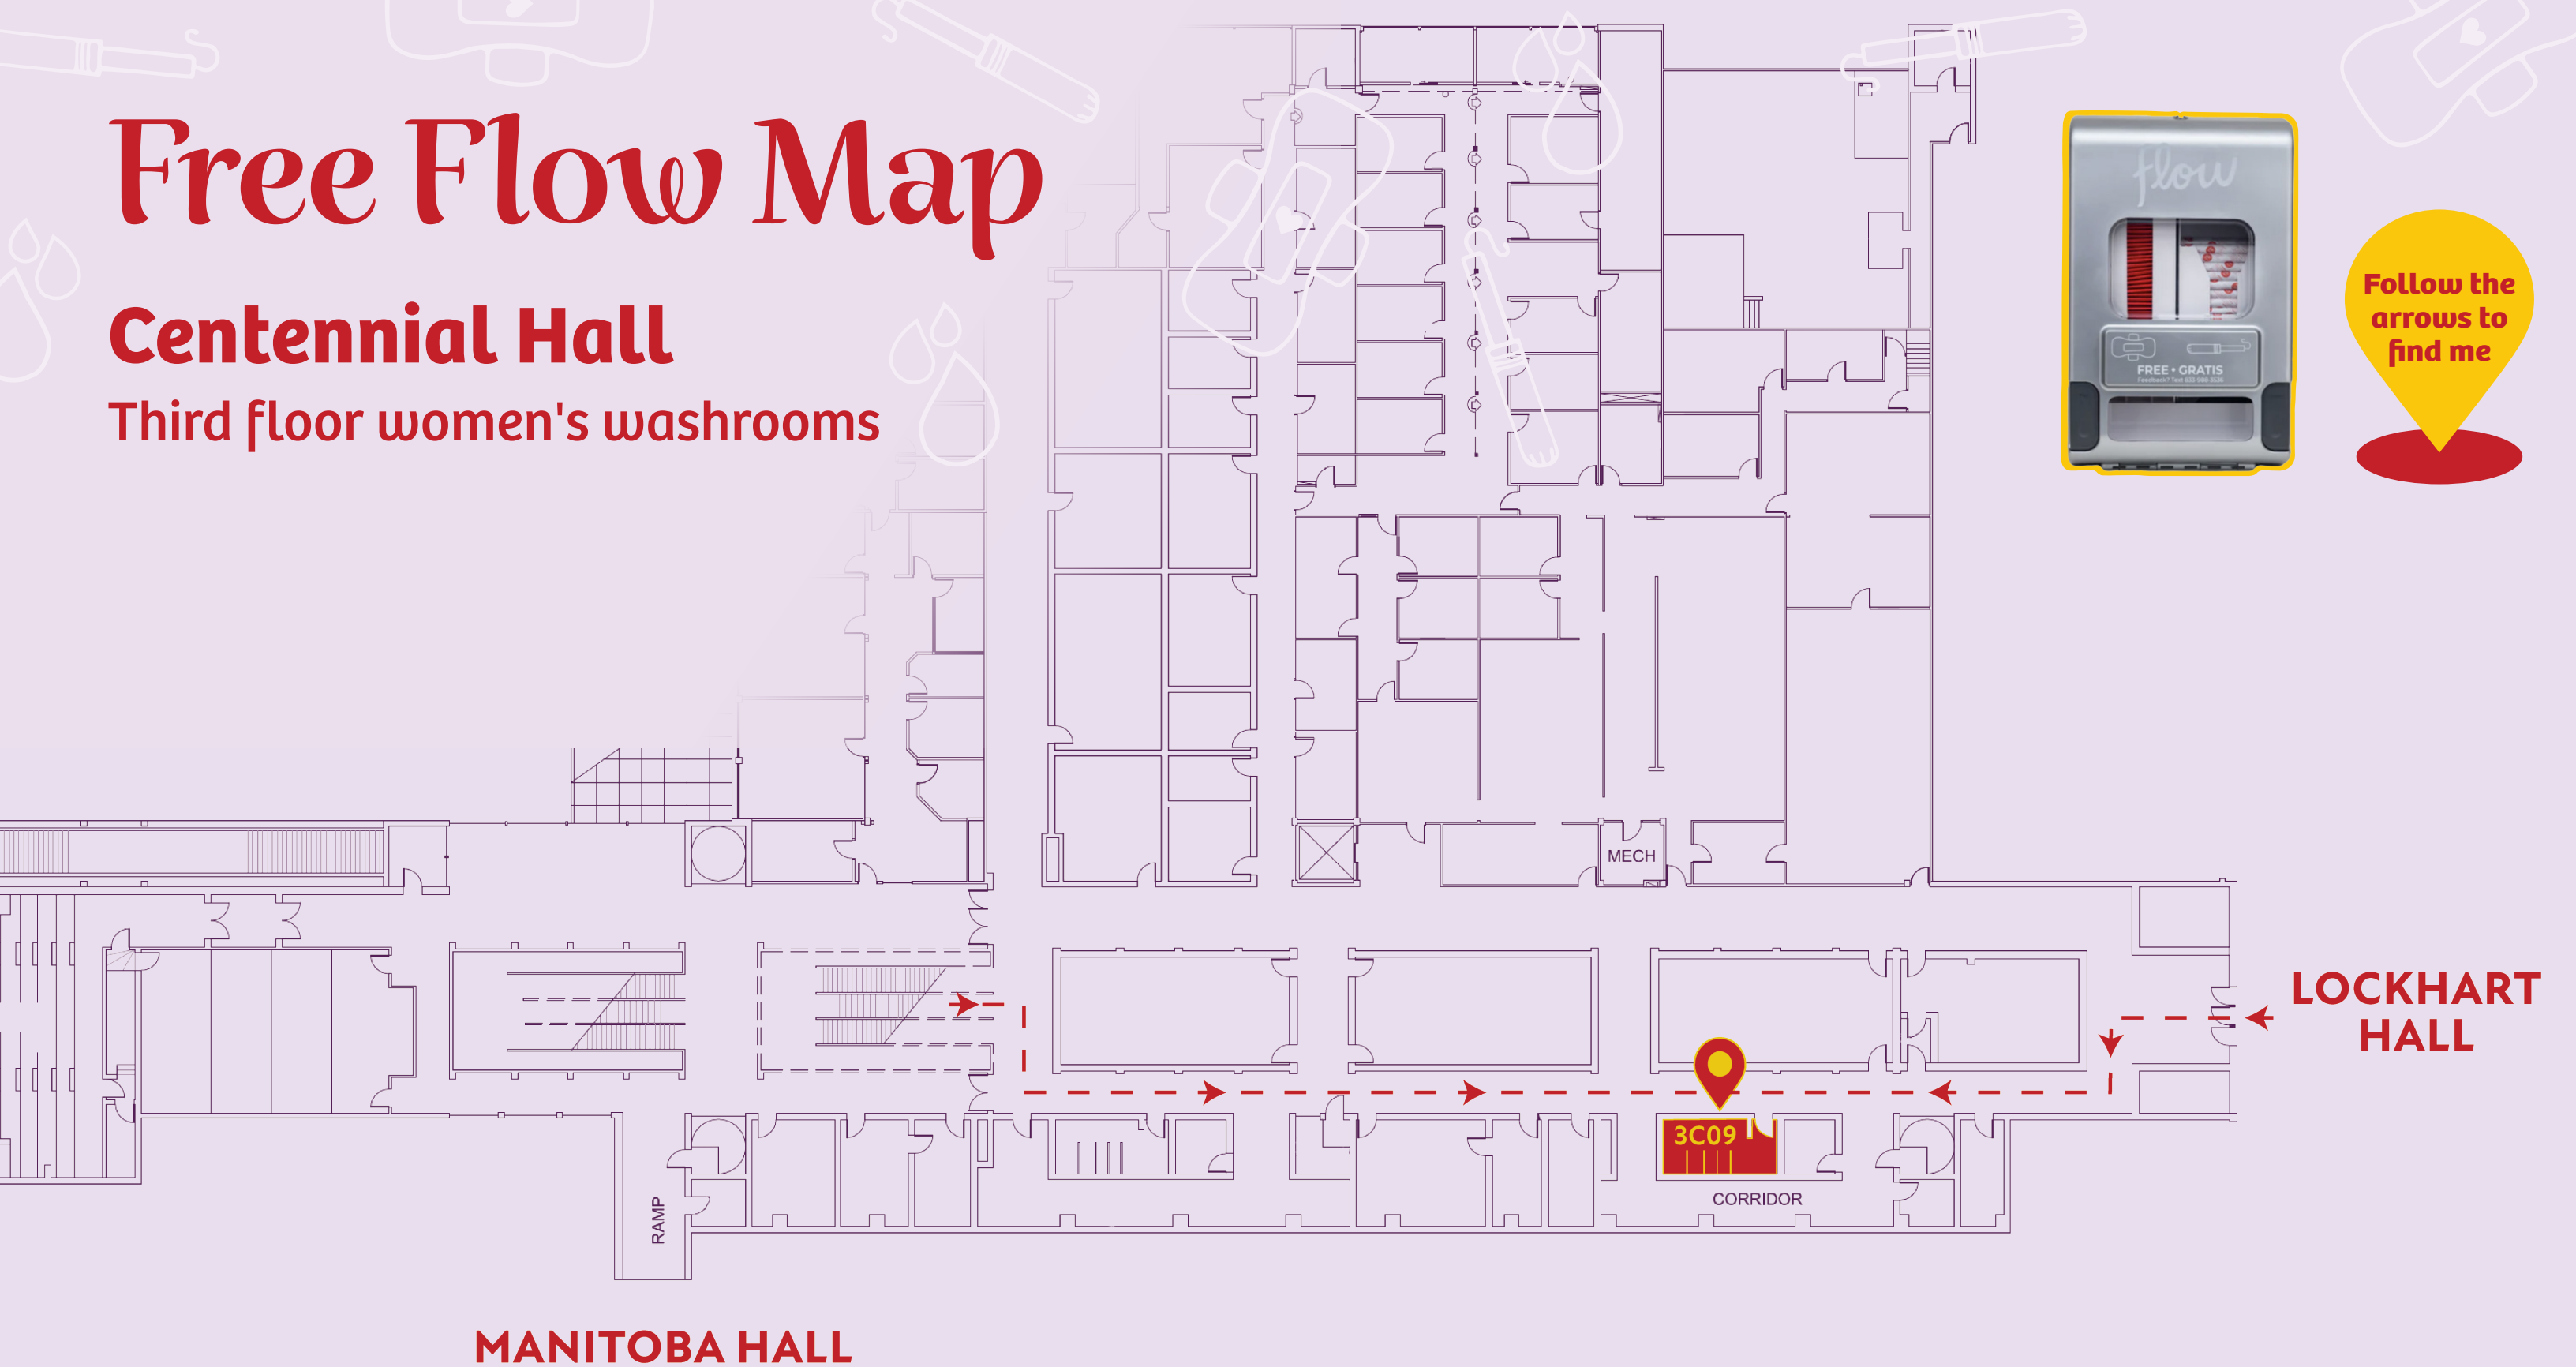 Free Flow Map
Centennial Hall
Third floor women's washrooms
flow
FREE • GRATIS
Follow the
arrows to
find me
MECH
LOCKHART
HALL
3C09
CORRIDOR
RAMP
MANITOBA HALL